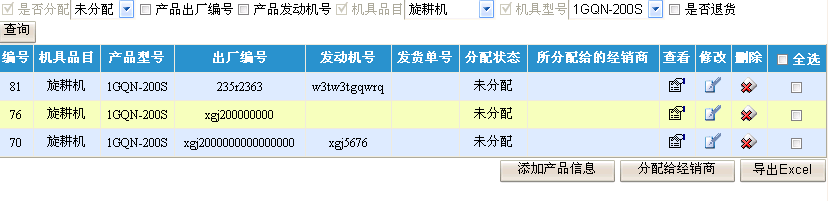 是否分配 未分配 产品出厂编号 产品发动机号 机具品目 旋耕机 机具型号 1GQN-200S 是否退货
查询
编号 机具品目 产品型号 出厂编号 发动机号 发货单号 分配状态 所分配给的经销商 查看 修改 删除 全选
81 旋耕机 1GQN-200S 235r2363 w3tw3tgqwrq 未分配
76 旋耕机 1GQN-200S xgj200000000 未分配
70 旋耕机 1GQN-200S xgj2000000000000000 xgj5676 未分配
添加产品信息 分配给经销商 导出Excel